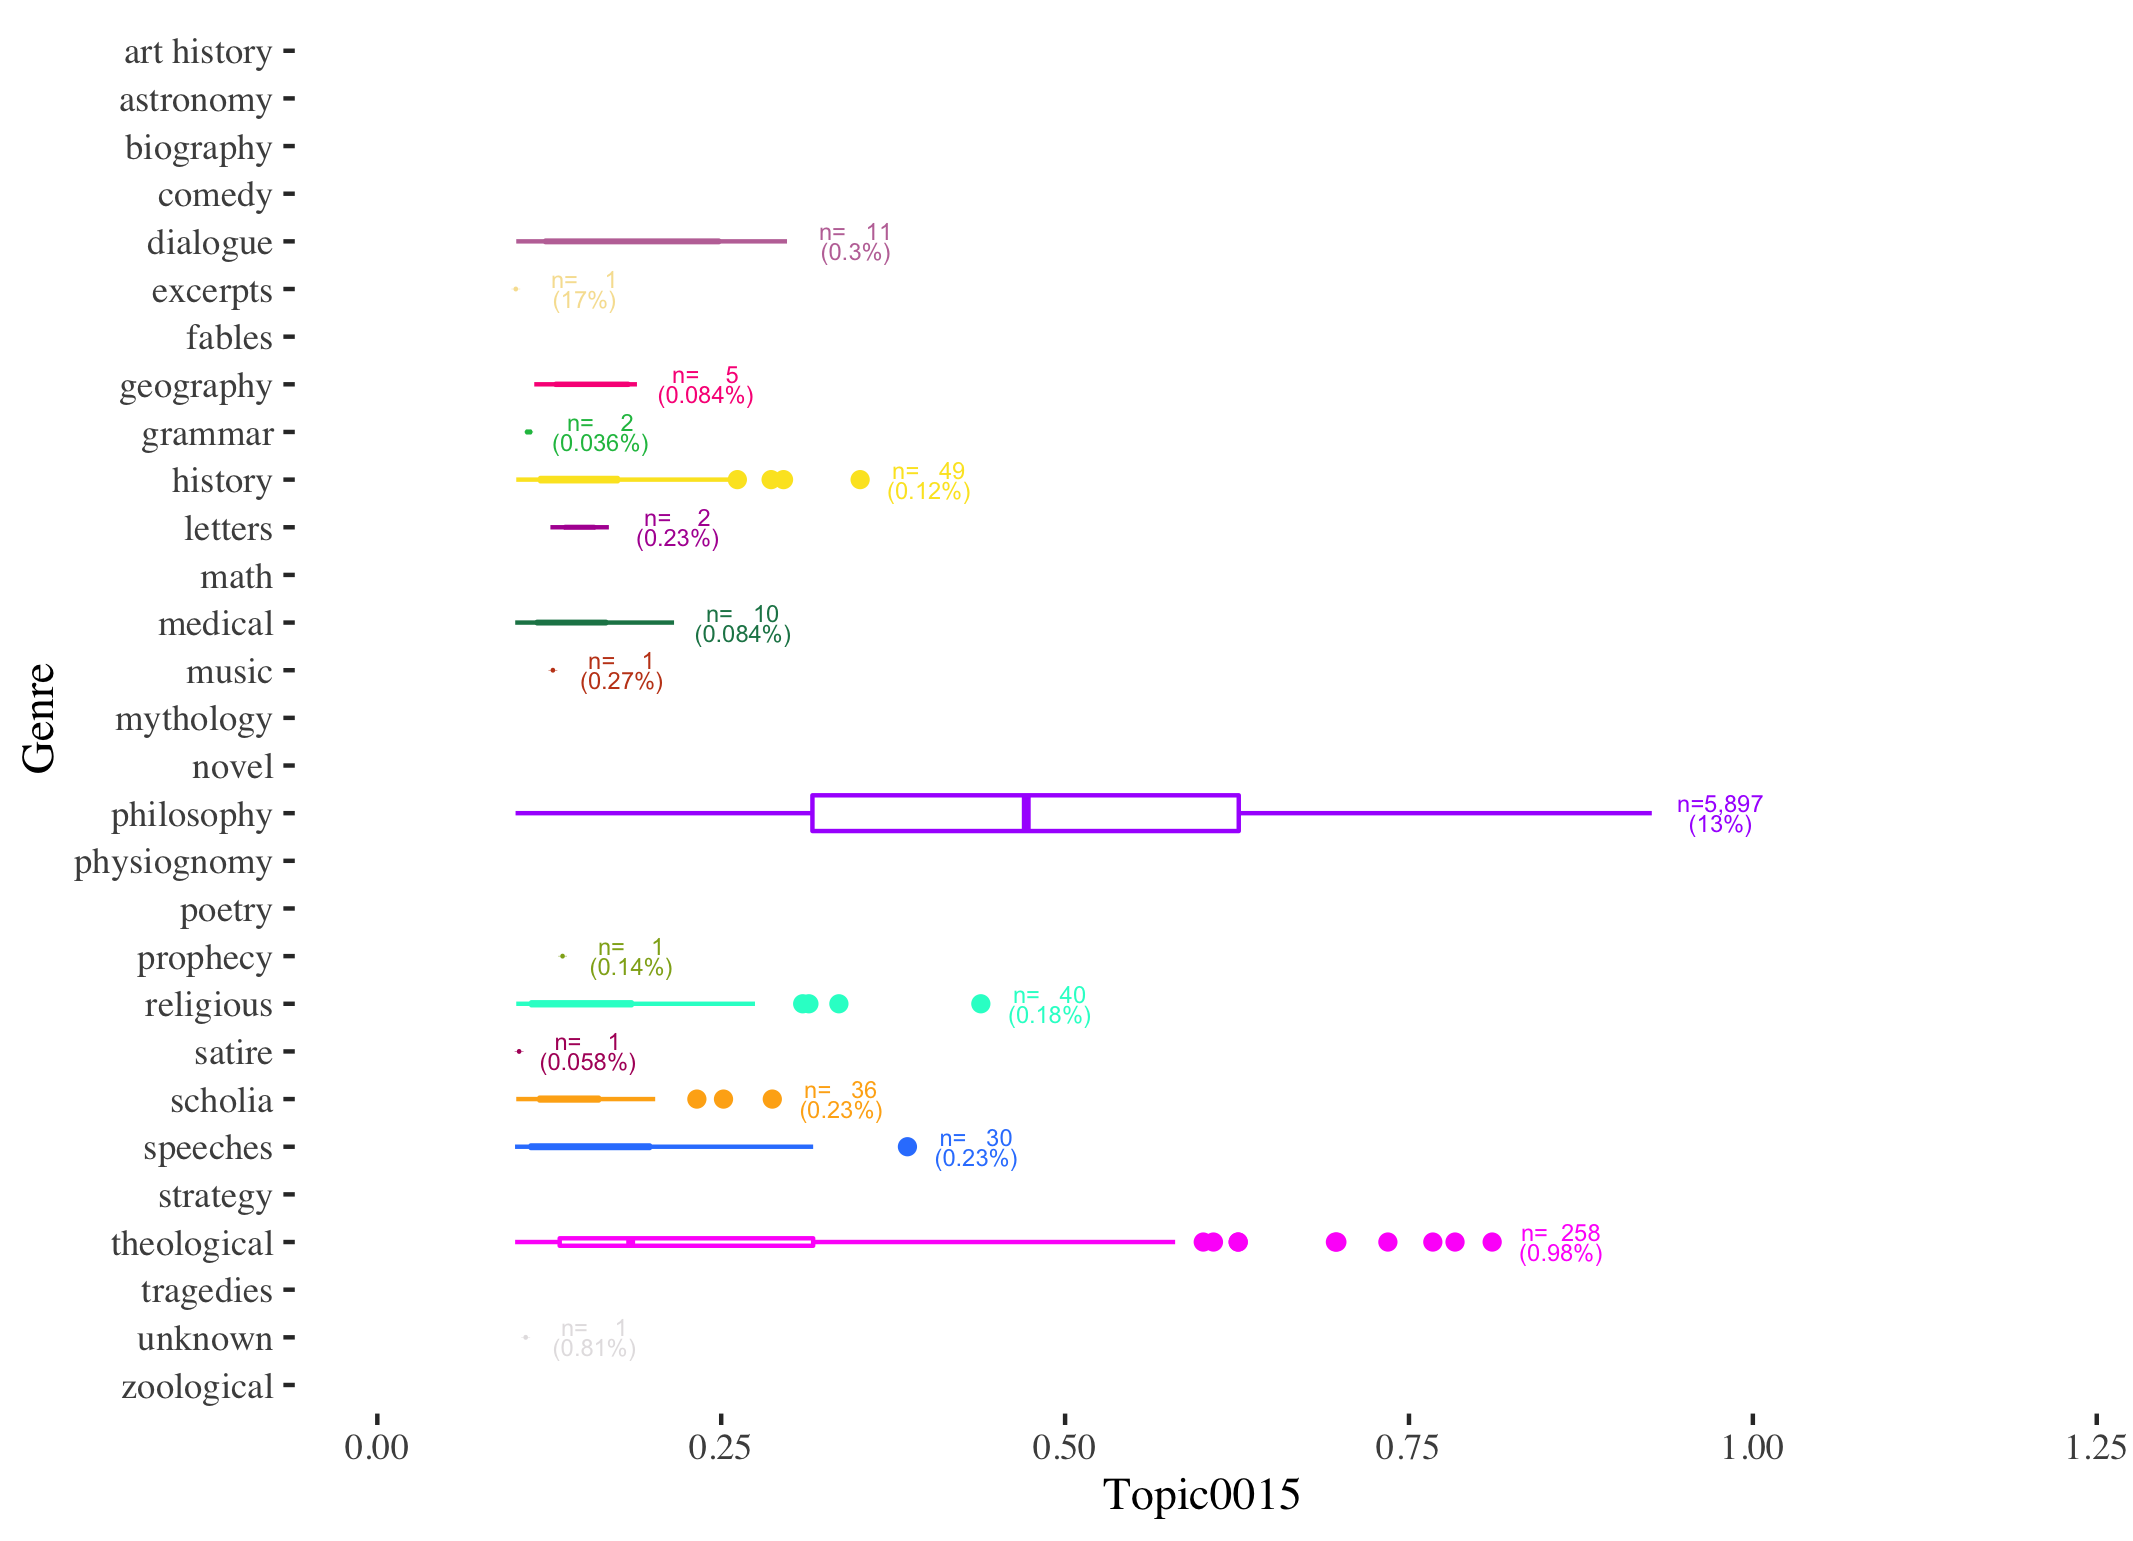 art history
astronomy
biography
comedy
dialogue
n= 11
(0.3%)
excerpts
n= 1
(17%)
fables
geography
n= 5
(0.084%)
grammar
n= 2
(0.036%)
history
n= 49
(0.12%)
letters
n= 2
(0.23%)
math
medical
n= 10
(0.084%)
music
n= 1
(0.27%)
mythology
novel
philosophy
n=5,897
(13%)
physiognomy
poetry
prophecy
n= 1
(0.14%)
religious
n= 40
(0.18%)
satire
n= 1
(0.058%)
scholia
n= 36
(0.23%)
speeches
n= 30
(0.23%)
strategy
theological
n= 258
(0.98%)
tragedies
unknown
n= 1
(0.81%)
zoological
Genre
0.00 0.25 0.50 0.75 1.00 1.25
Topic0015